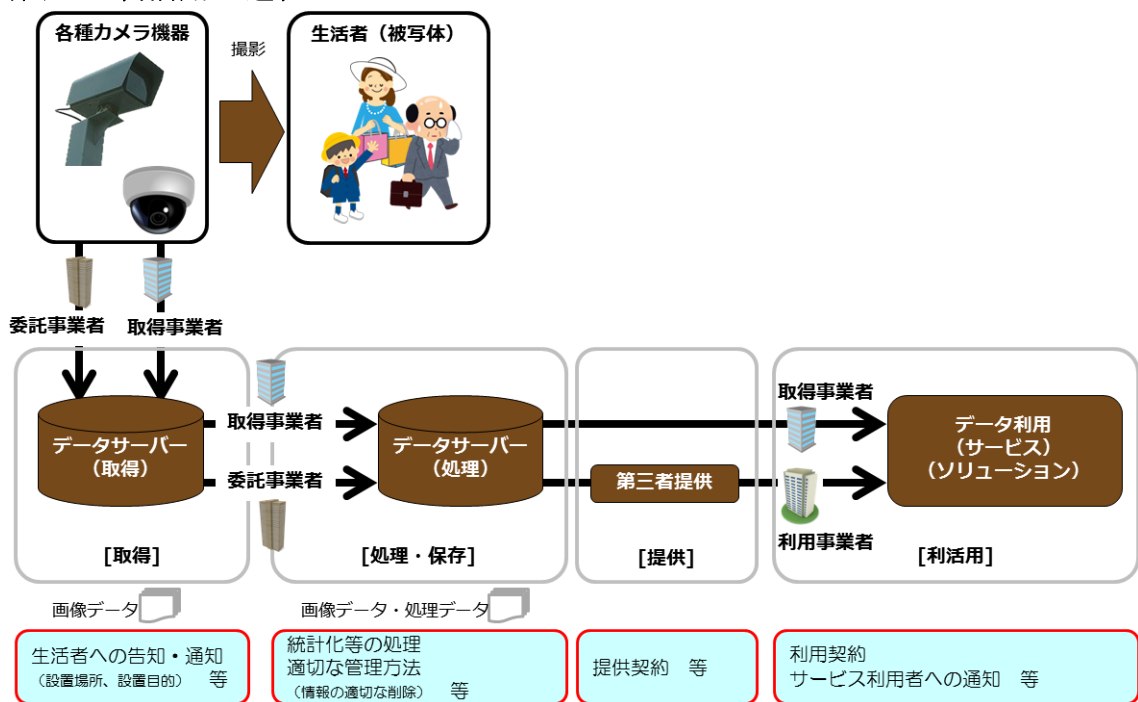 各種カメラ機器
撮影
生活者（被写体）
委託事業者
取得事業者
データサーバー
（取得）
取得事業者
委託事業者
データサーバー
（処理）
第三者提供
取得事業者
利用事業者
データ利用
（サービス）
（ソリューション）
[取得]
[処理・保存]
[提供]
[利活用]
画像データ
画像データ・処理データ
生活者への告知・通知
（設置場所、設置目的）　等
統計化等の処理
適切な管理方法
（情報の適切な削除）　等
提供契約　等
利用契約
サービス利用者への通知　等